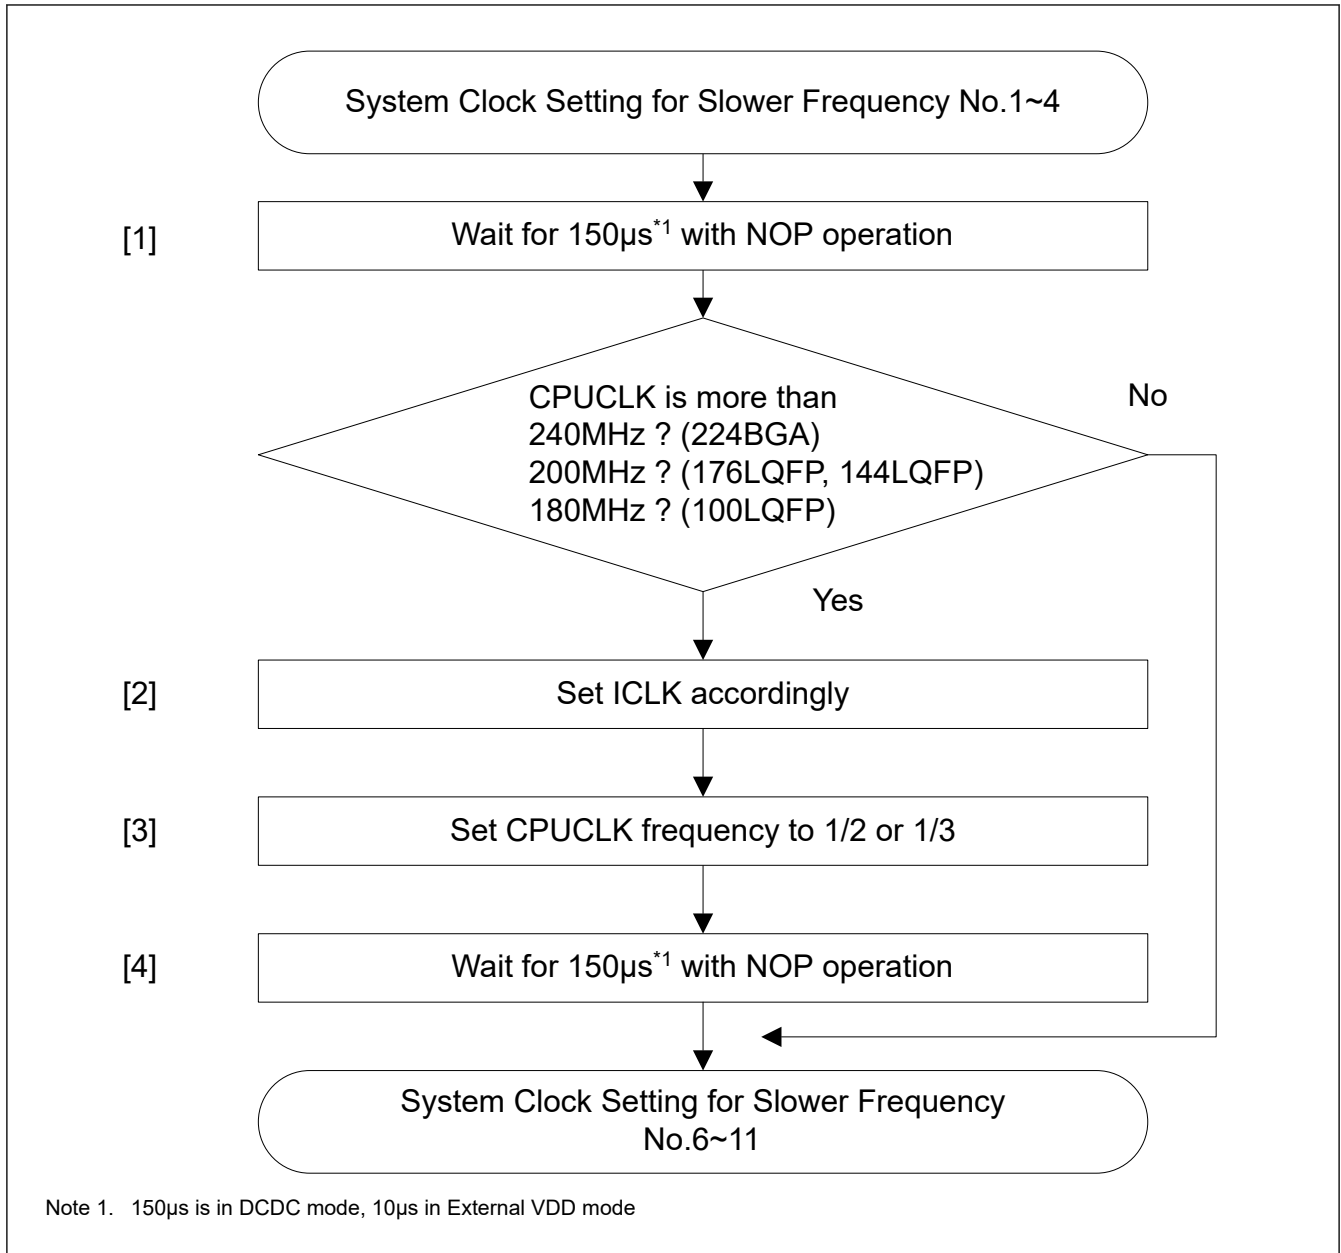 System Clock Setting for Slower Frequency No.1~4
[1]
Wait for 150µs*1 with NOP operation
CPUCLK is more than
240MHz ? (224BGA)
200MHz ? (176LQFP, 144LQFP)
180MHz ? (100LQFP)
No
Yes
[2]
Set ICLK accordingly
[3]
Set CPUCLK frequency to 1/2 or 1/3
[4]
Wait for 150µs*1 with NOP operation
System Clock Setting for Slower Frequency
No.6~11
Note 1. 150µs is in DCDC mode, 10µs in External VDD mode